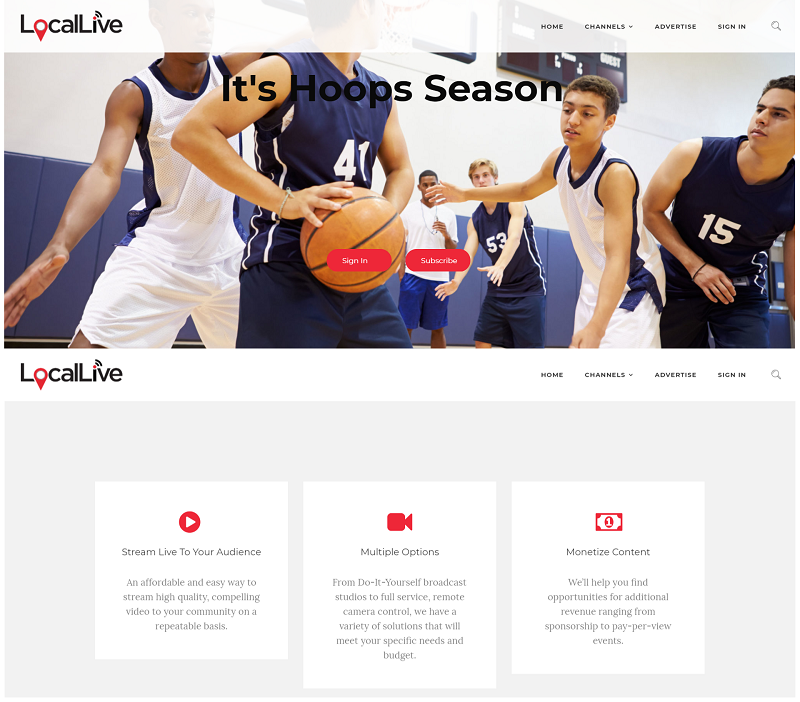 LocalLive
HOME CHANNELS ADVERTISE SIGN IN
GUEST
It's Hoops Season
41
53
15
Sign In Subscribe
LocalLive
HOME CHANNELS ADVERTISE SIGN IN
Stream Live To Your Audience
An affordable and easy way to
stream high quality, compelling
video to your community on a
repeatable basis.
Multiple Options
From Do-It-Yourself broadcast
studios to full service, remote
camera control, we have a
variety of solutions that will
meet your specific needs and
budget.
1
Monetize Content
We'll help you find
opportunities for additional
revenue ranging from
sponsorship to pay-per-view
events.